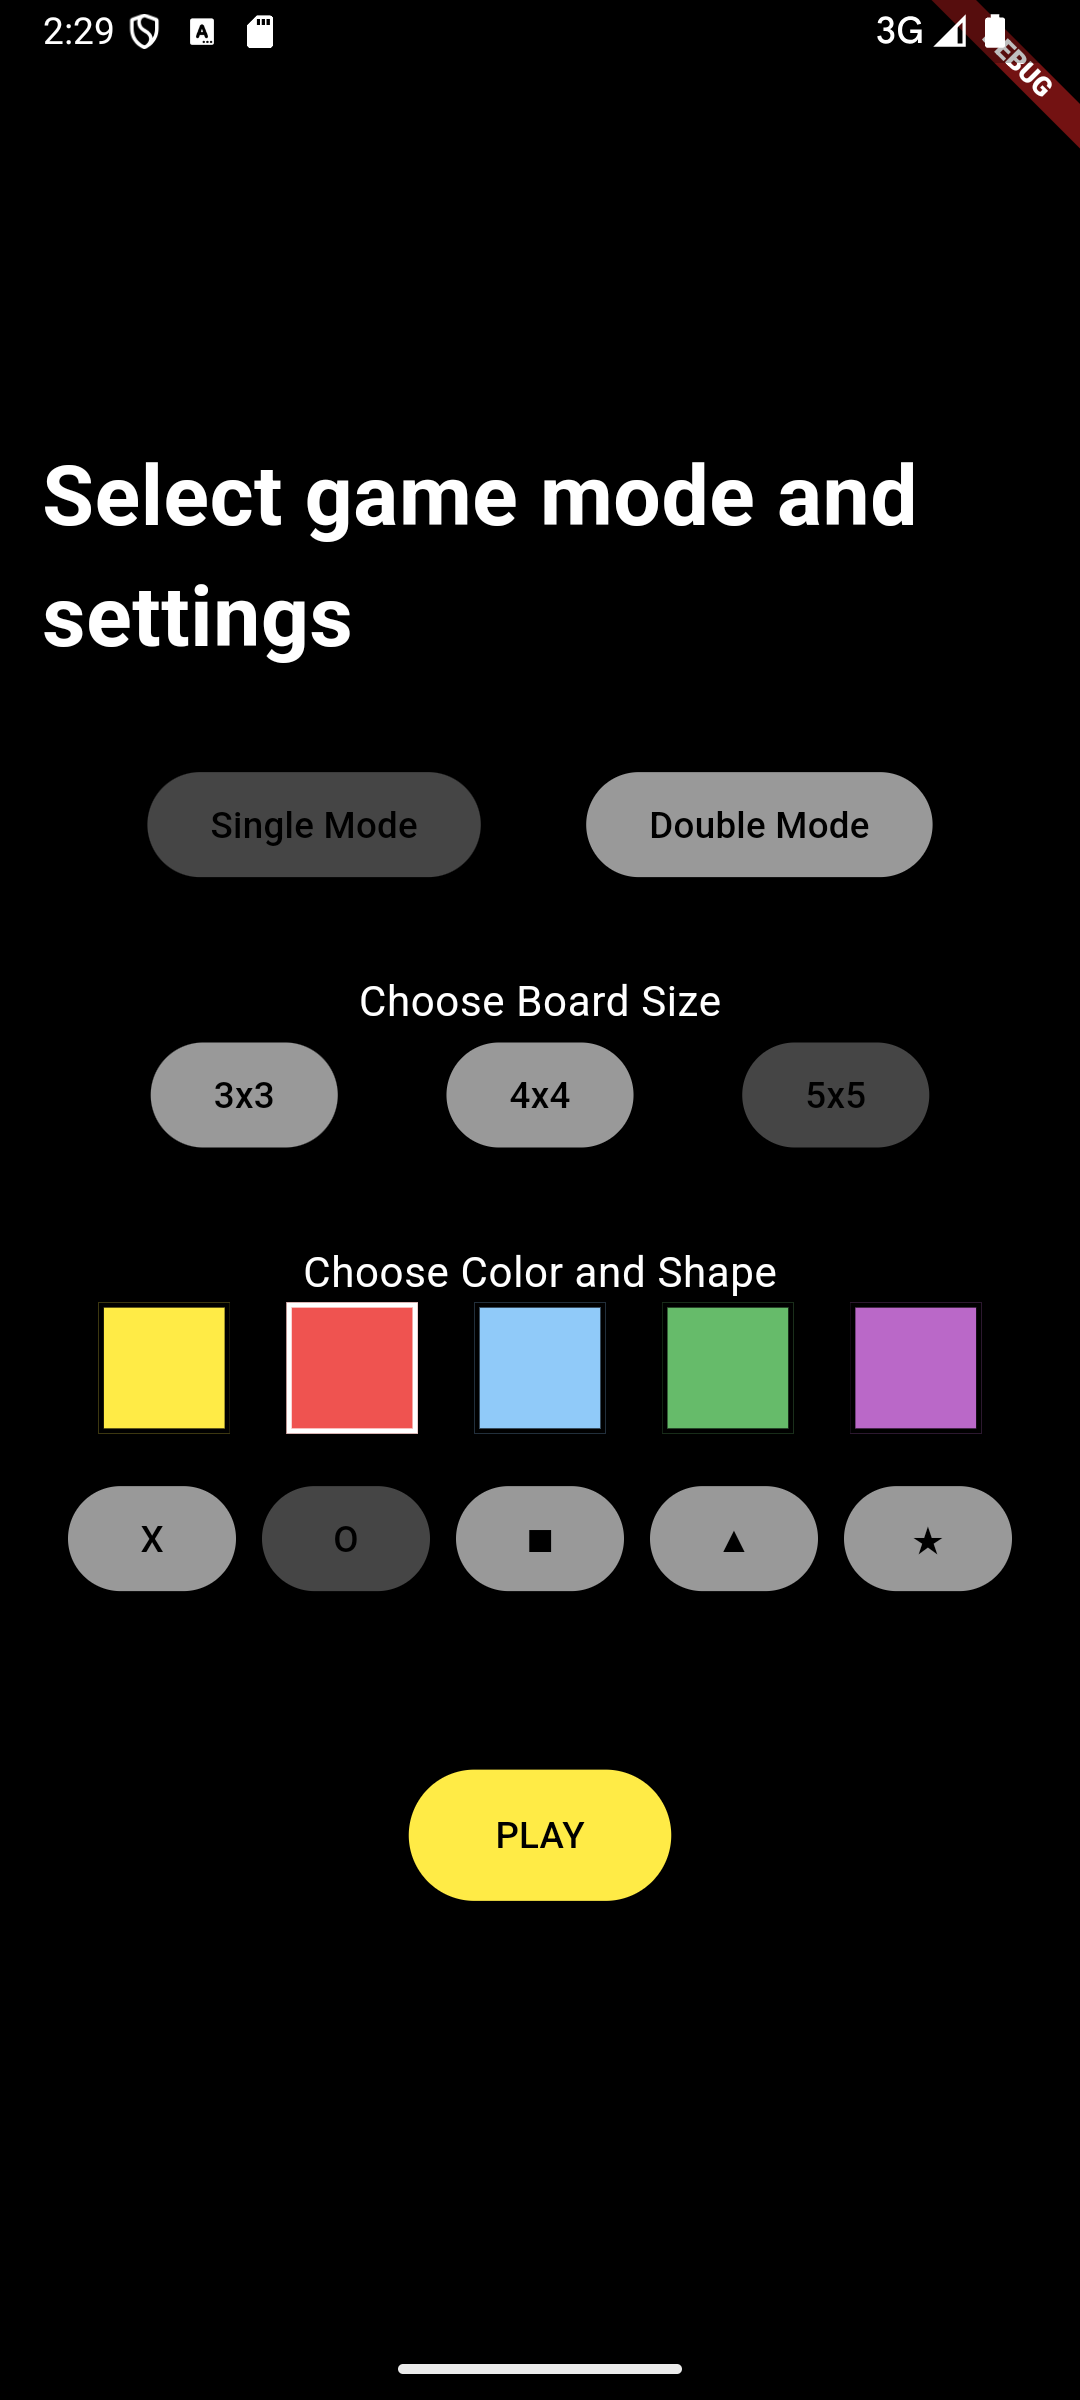 2:29 3G
EBUG
Select game mode and
settings
Single Mode Double Mode
Choose Board Size
3x3 4x4 5x5
Choose Color and Shape
X O ■ ▲ ★
PLAY